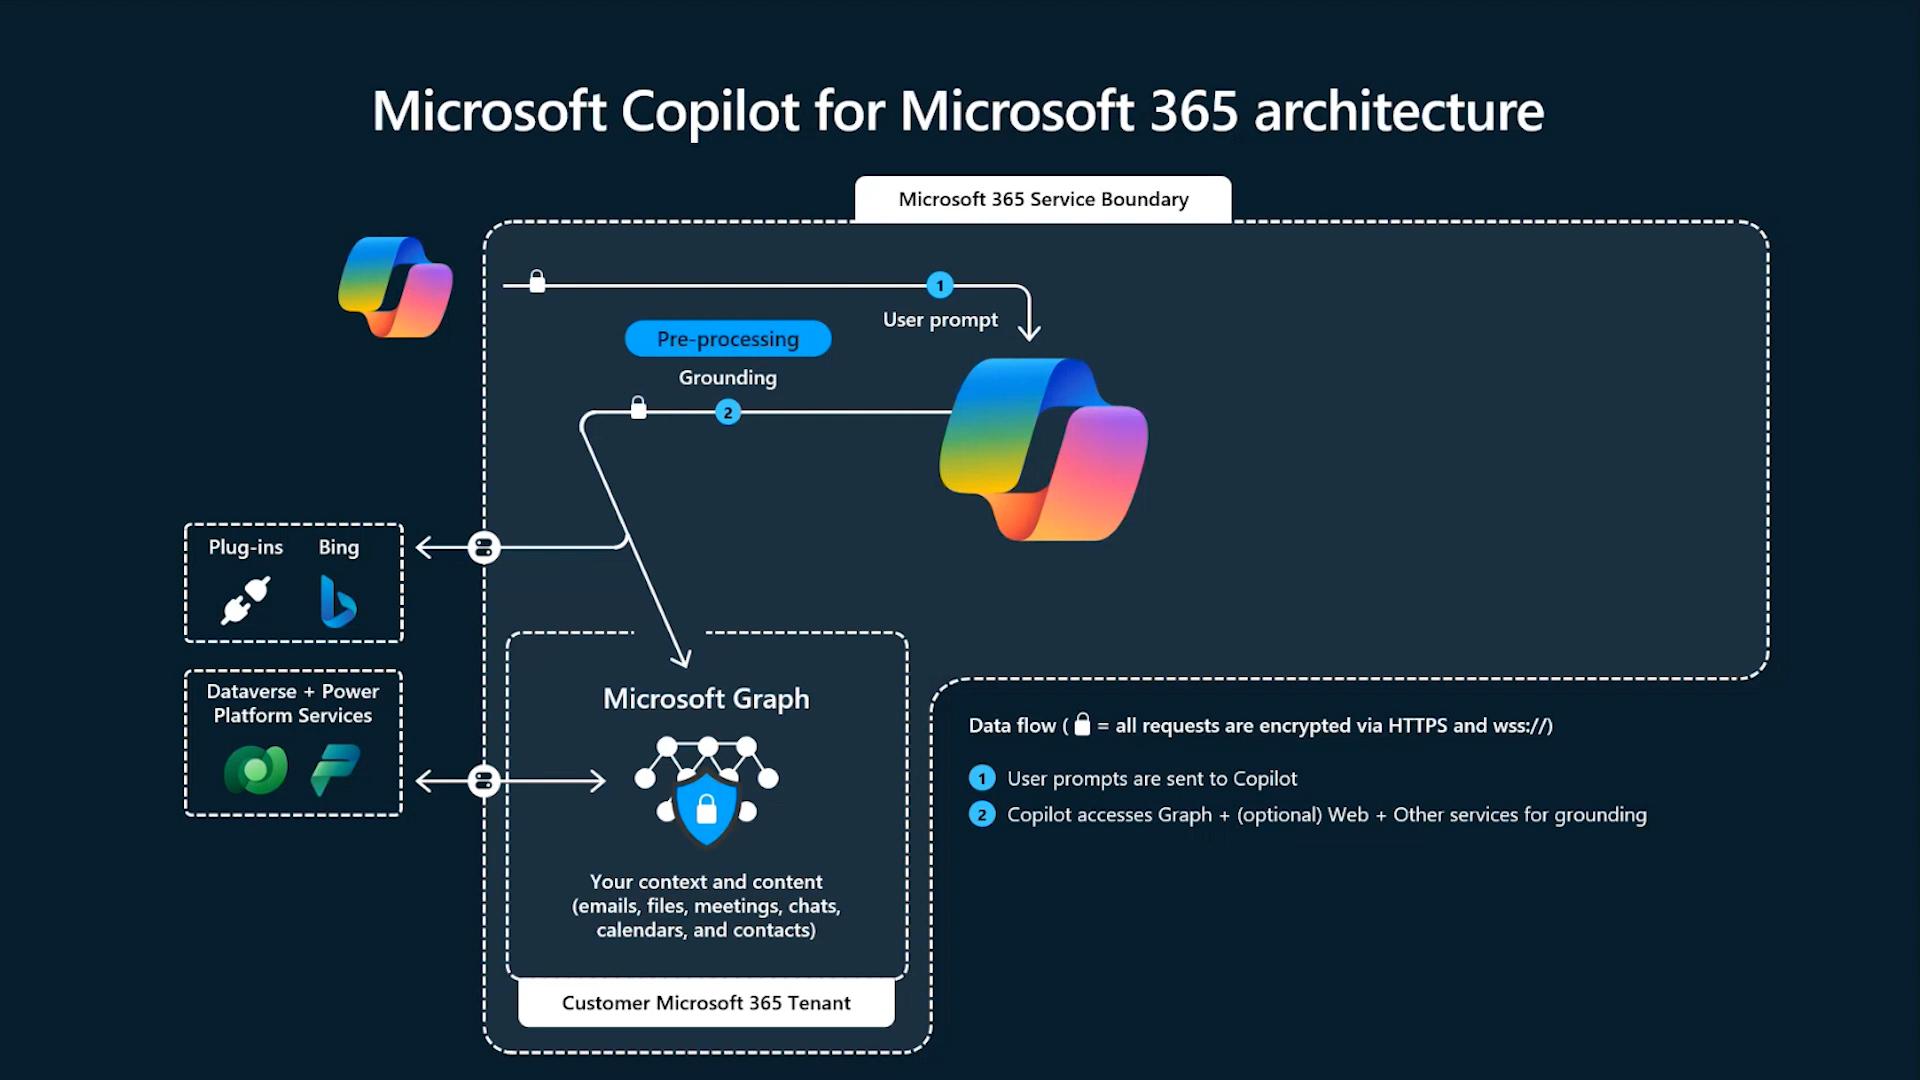 Microsoft Copilot for Microsoft 365 architecture
Microsoft 365 Service Boundary
1
User prompt
Pre-processing
Grounding
2
Plug-ins
Bing
Dataverse + Power
Platform Services
Microsoft Graph
Your context and content
(emails, files, meetings, chats,
calendars, and contacts)
Customer Microsoft 365 Tenant
Data flow ( = all requests are encrypted via HTTPS and wss://)
1 User prompts are sent to Copilot
2 Copilot accesses Graph + (optional) Web + Other services for grounding